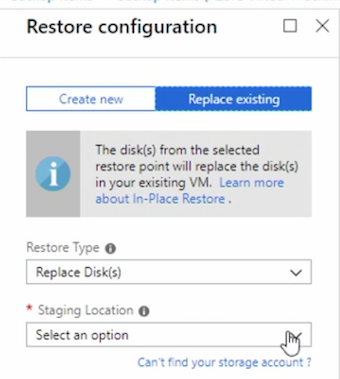 Restore configuration
Create new
Replace existing
The disk(s) from the selected
restore point will replace the disk(s)
in your exisiting VM. Learn more
about In-Place Restore .
Restore Type
Replace Disk(s)
* Staging Location
Select an option
Can't find your storage account ?